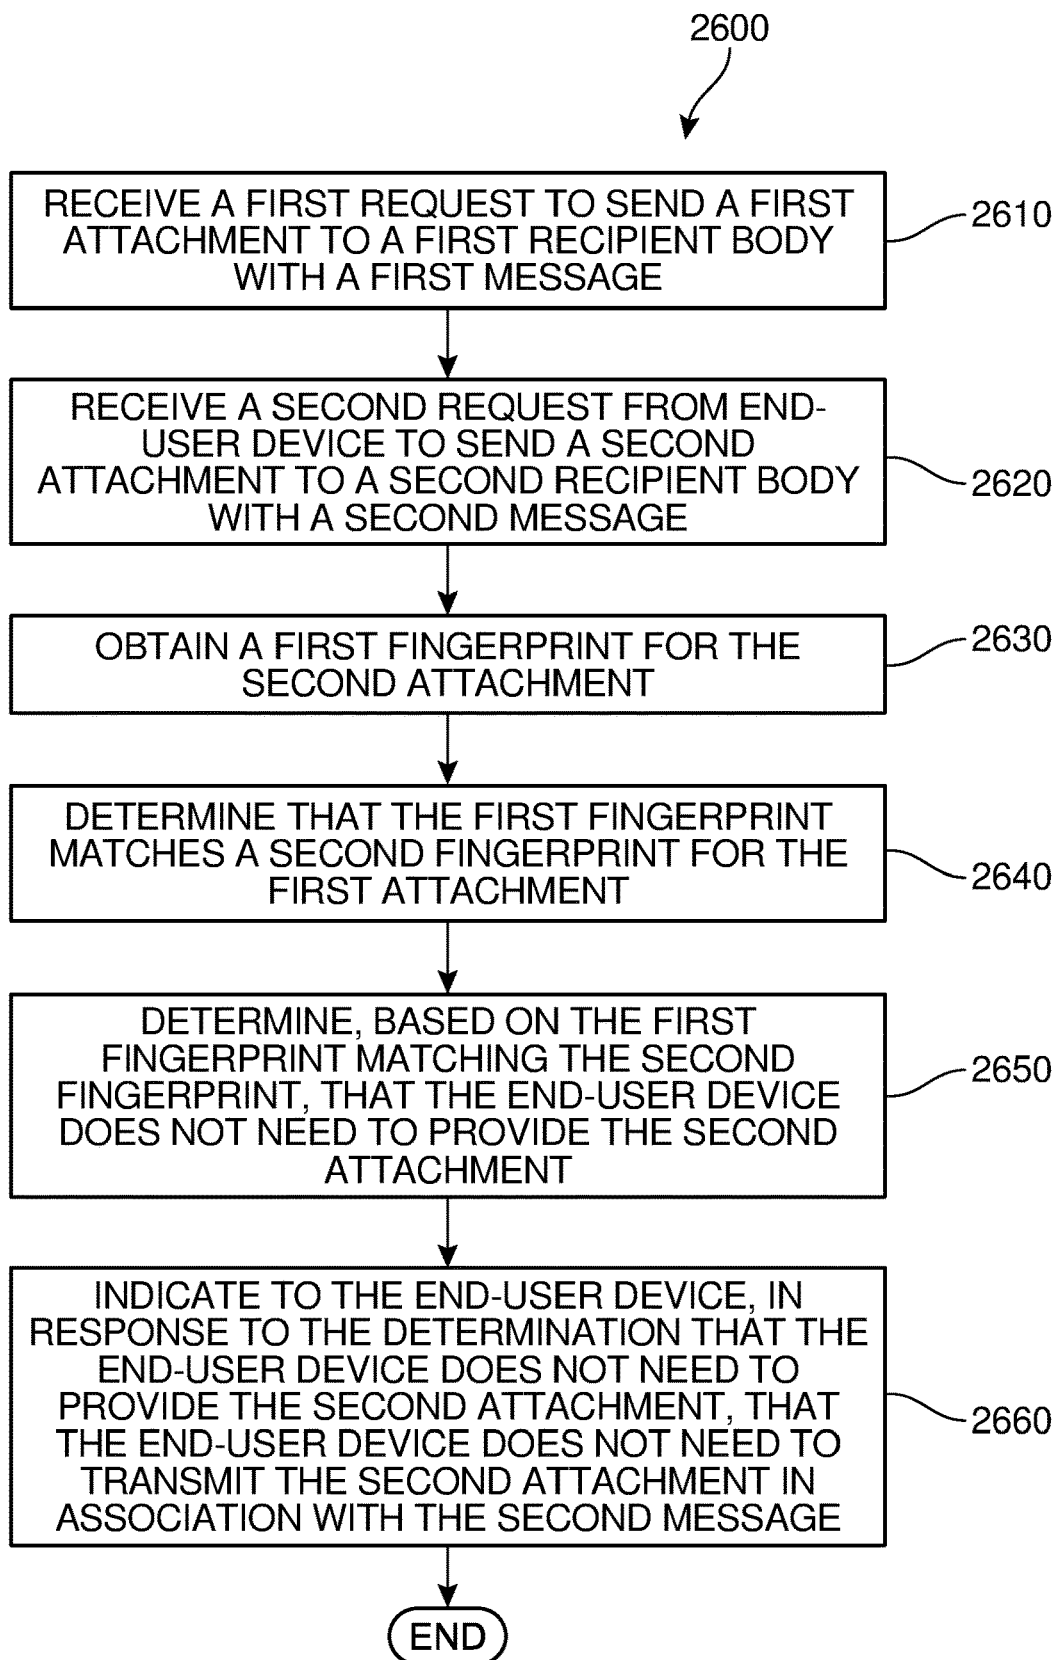 2600
RECEIVE A FIRST REQUEST TO SEND A FIRST
ATTACHMENT TO A FIRST RECIPIENT BODY
WITH A FIRST MESSAGE
2610
RECEIVE A SECOND REQUEST FROM END-
USER DEVICE TO SEND A SECOND
ATTACHMENT TO A SECOND RECIPIENT BODY
WITH A SECOND MESSAGE
2620
OBTAIN A FIRST FINGERPRINT FOR THE
SECOND ATTACHMENT
2630
DETERMINE THAT THE FIRST FINGERPRINT
MATCHES A SECOND FINGERPRINT FOR THE
FIRST ATTACHMENT
2640
DETERMINE, BASED ON THE FIRST
FINGERPRINT MATCHING THE SECOND
FINGERPRINT, THAT THE END-USER DEVICE
DOES NOT NEED TO PROVIDE THE SECOND
ATTACHMENT
2650
INDICATE TO THE END-USER DEVICE, IN
RESPONSE TO THE DETERMINATION THAT THE
END-USER DEVICE DOES NOT NEED TO
PROVIDE THE SECOND ATTACHMENT, THAT
THE END-USER DEVICE DOES NOT NEED TO
TRANSMIT THE SECOND ATTACHMENT IN
ASSOCIATION WITH THE SECOND MESSAGE
2660
END